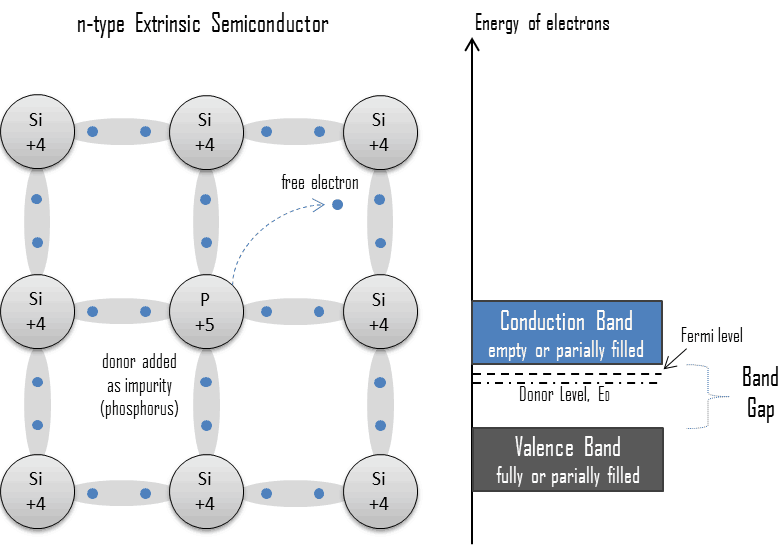 n-type Extrinsic Semiconductor
Energy of electrons
Si
+4
Si
+4
Si
+4
free electron
Si
+4
P
+5
Si
+4
donor added
as impurity
(phosphorus)
Si
+4
Si
+4
Si
+4
Conduction Band
empty or parially filled
Fermi level
Donor Level, ED
Band
Gap
Valence Band
fully or partially filled